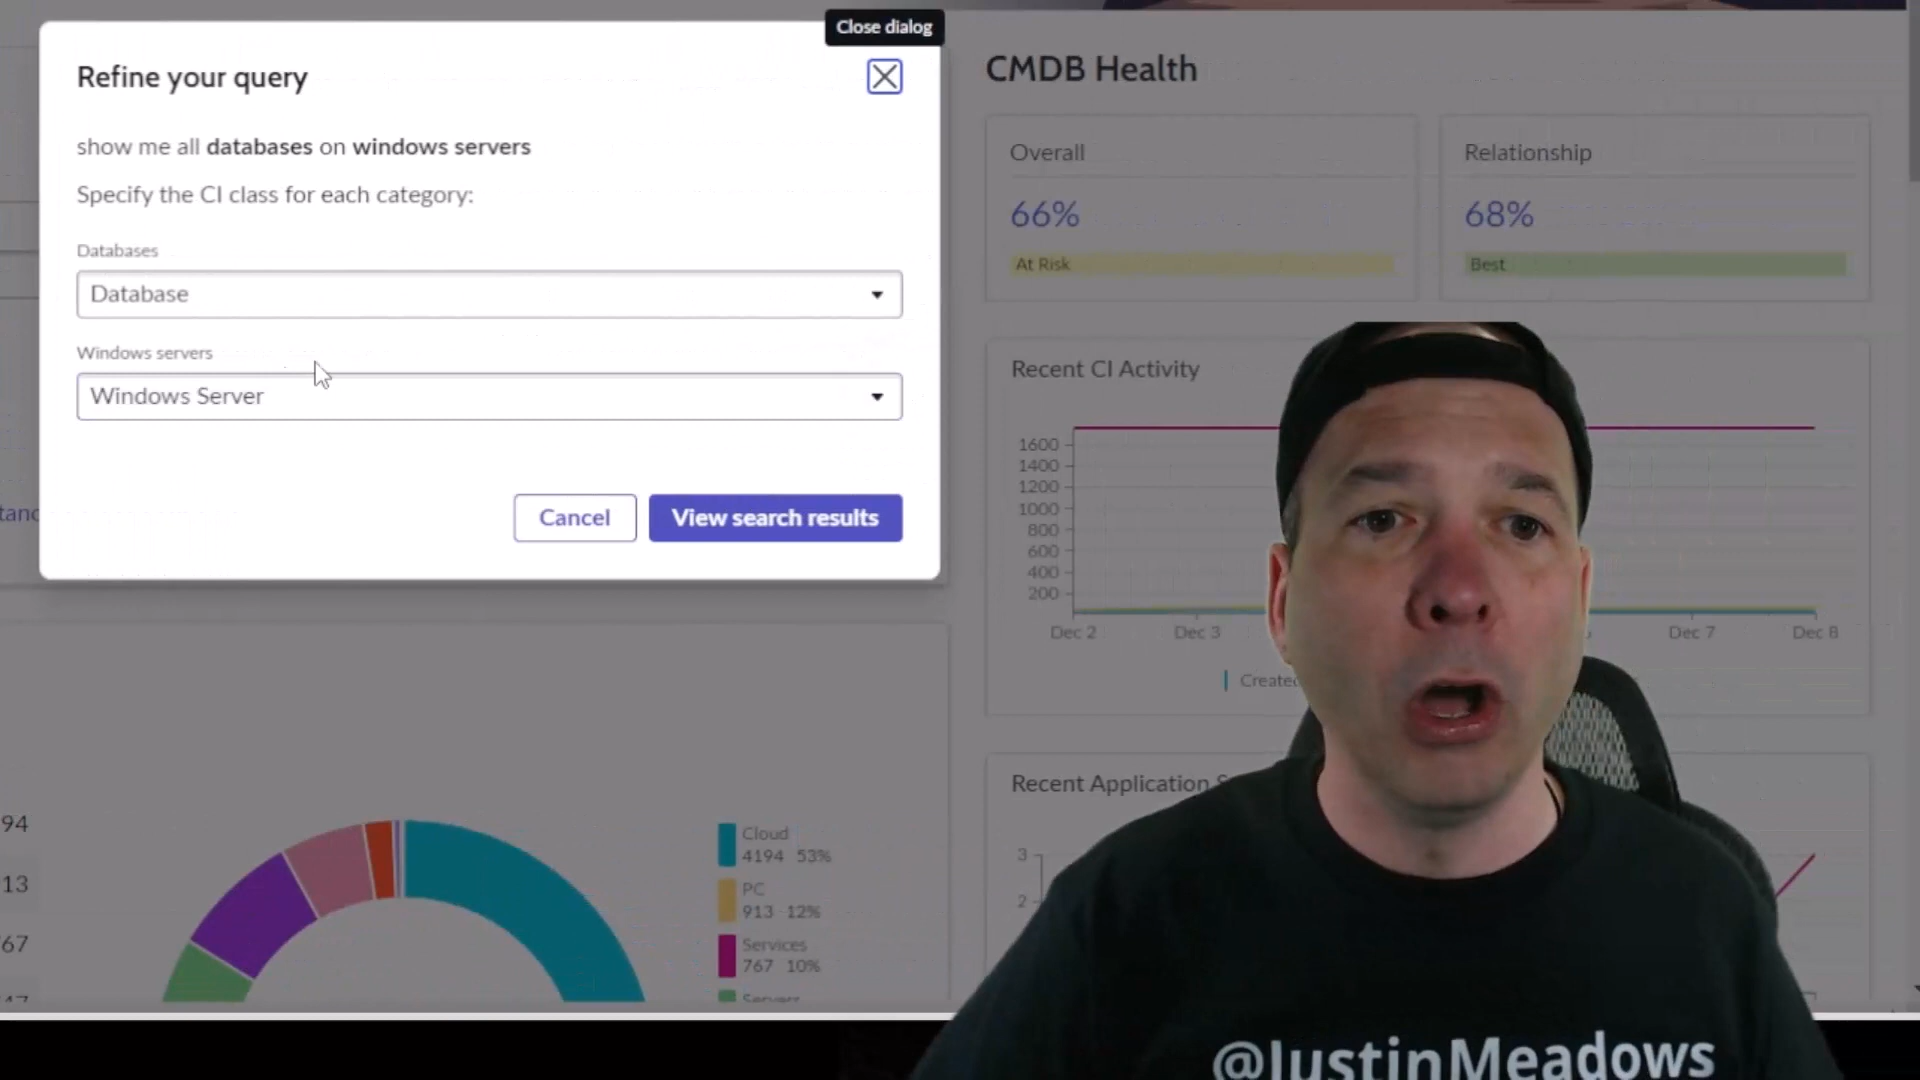 Close dialog
Refine your query
show me all databases on windows servers
Specify the CI class for each category:
Databases
Database
Windows servers
Windows Server
Cancel
View search results
CMDB Health
Overall
66%
At Risk
Relationship
68%
Best
Recent CI Activity
1600
1400
1200
1000
800
600
400
200
Dec 2
Dec 3
Dec 7
Dec 8
Created
Recent Application
3
2
94
13
67
Cloud
4194 53%
PC
913 12%
Services
767 10%
Servers
@JustinMeadows